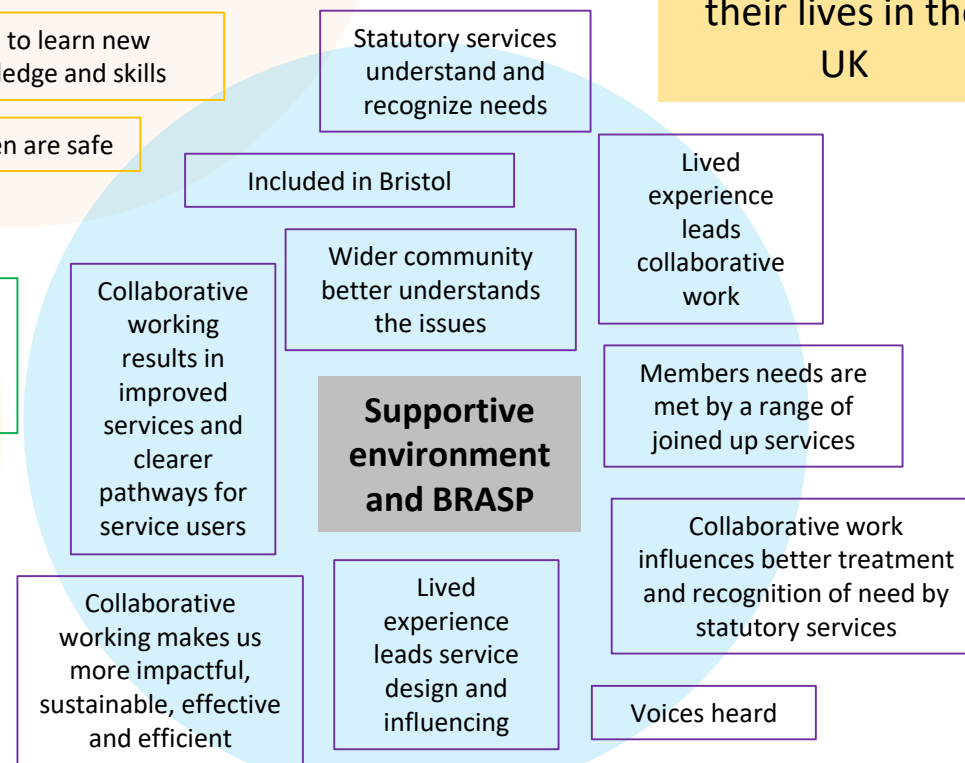 their lives in the
UK
to learn new
ledge and skills
en are safe
Statutory services
understand and
recognize needs
Included in Bristol
Lived
experience
leads
collaborative
work
Wider community
better understands
the issues
Collaborative
working
results in
improved
services and
clearer
pathways for
service users
Supportive
environment
and BRASP
Members needs are
met by a range of
joined up services
Collaborative work
influences better treatment
and recognition of need by
statutory services
Collaborative
working makes us
more impactful,
sustainable, effective
and efficient
Lived
experience
leads service
design and
influencing
Voices heard